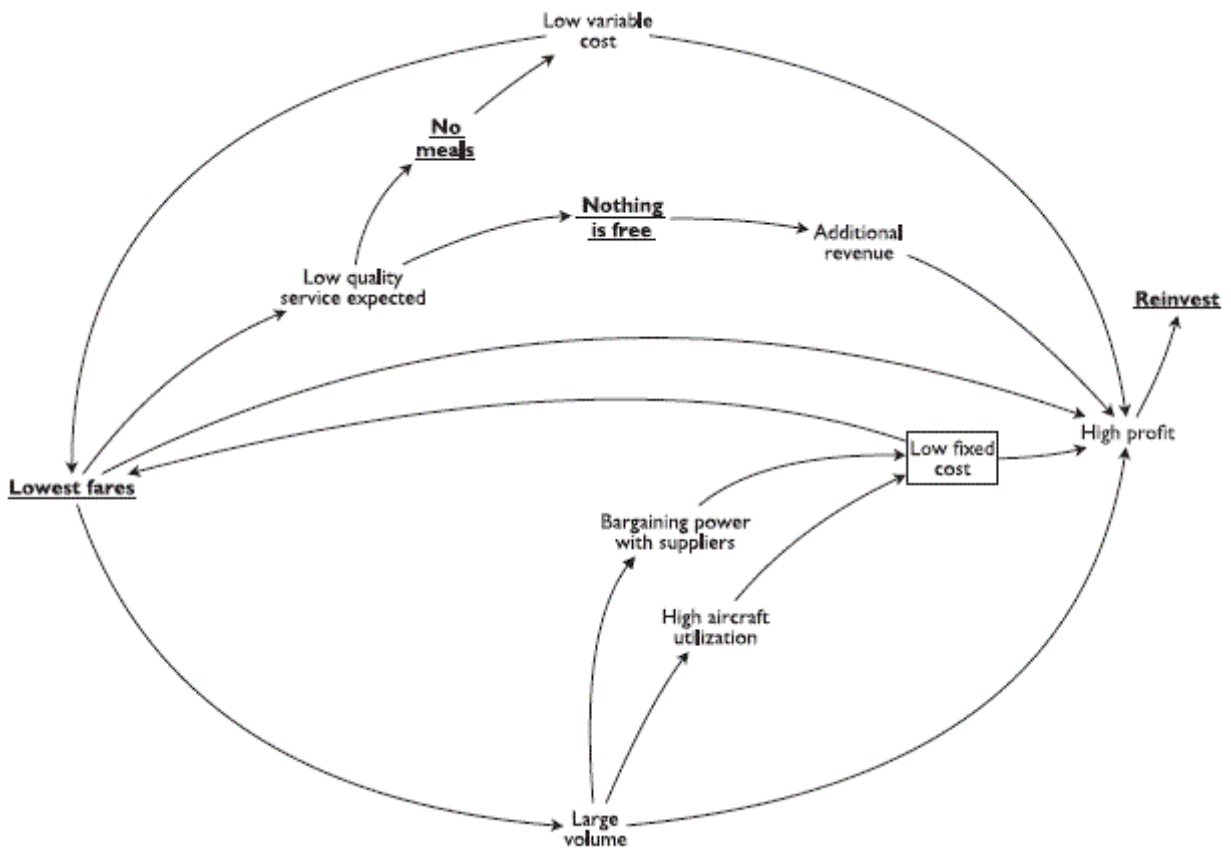 Low variable
cost
No
meals
Nothing
is free
Additional
revenue
Low quality
service expected
Reinvest
High profit
Low fixed
cost
Lowest fares
Bargaining power
with suppliers
High aircraft
utilization
Large
volume